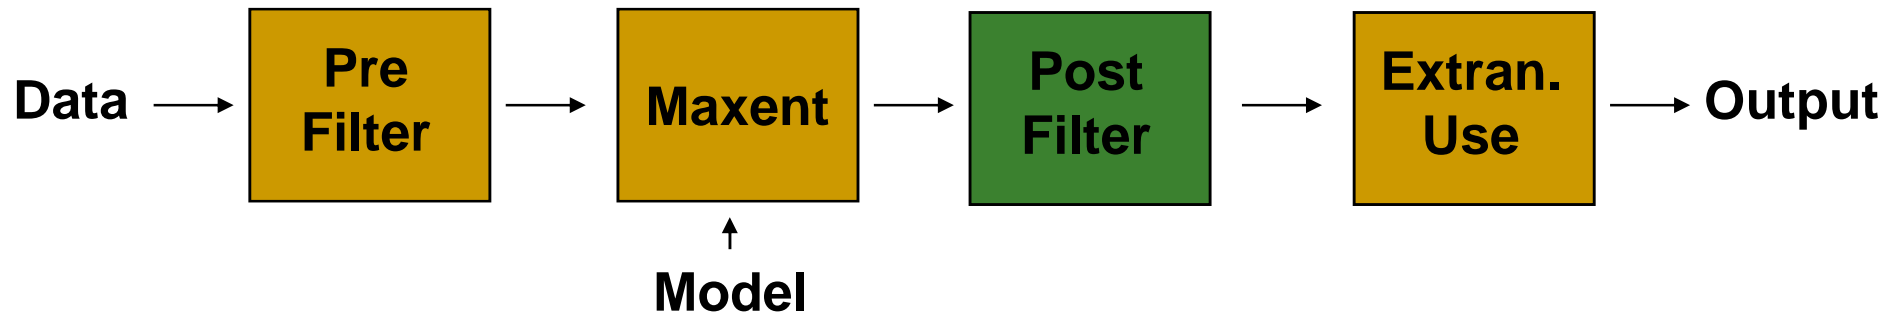 Data
Pre
Filter
Maxent
Model
Post
Filter
Extran.
Use
Output